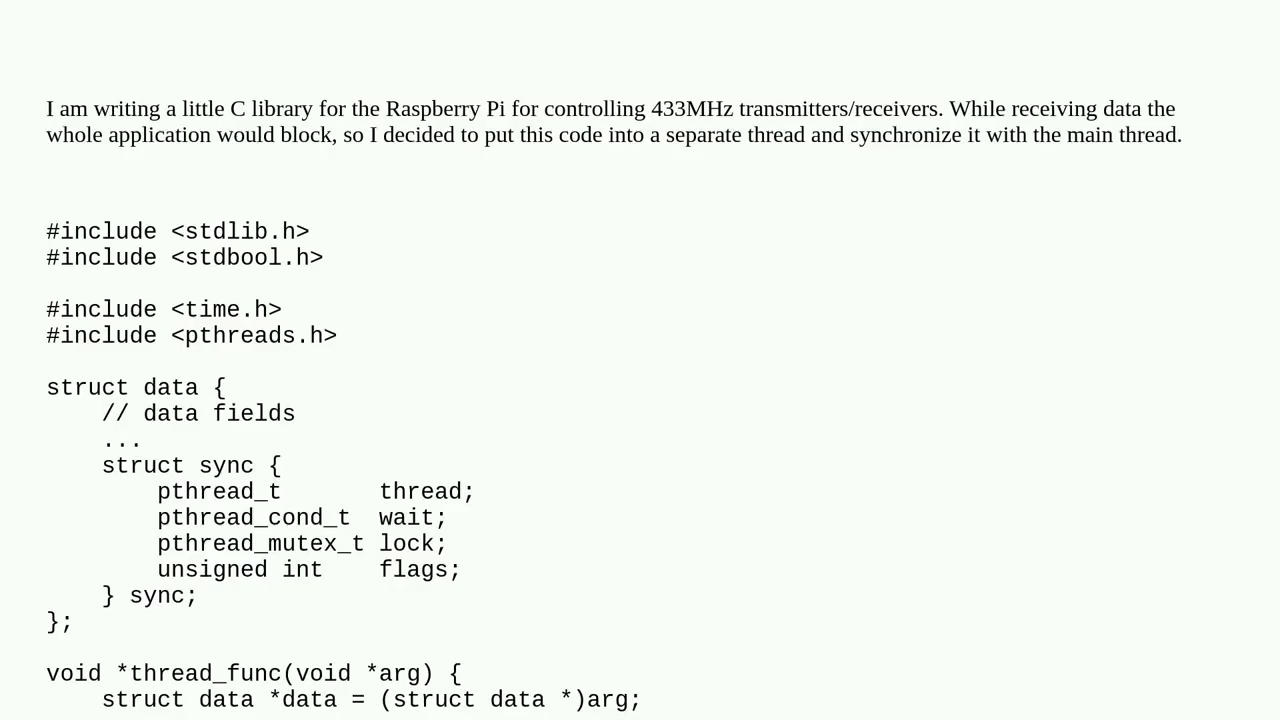 I am writing a little C library for the Raspberry Pi for controlling 433MHz transmitters/receivers. While receiving data the
whole application would block, so I decided to put this code into a separate thread and synchronize it with the main thread.
#include <stdlib.h>
#include <stdbool.h>
#include <time.h>
#include <pthreads.h>
struct data {
    // data fields
    ...
    struct sync {
        pthread_t       thread;
        pthread_cond_t  wait;
        pthread_mutex_t lock;
        unsigned int    flags;
    } sync;
};
void *thread_func(void *arg) {
    struct data *data = (struct data *)arg;